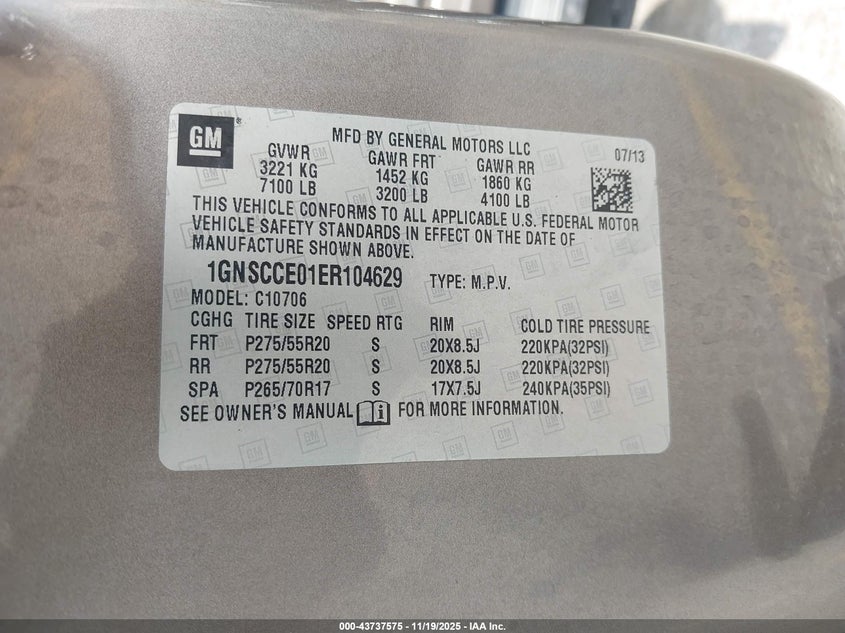 GM
MFD BY GENERAL MOTORS LLC
07/13
GVWR GAWR FRT GAWR RR
3221 KG 1452 KG 1860 KG
7100 LB 3200 LB 4100 LB
THIS VEHICLE CONFORMS TO ALL APPLICABLE U.S. FEDERAL MOTOR
VEHICLE SAFETY STANDARDS IN EFFECT ON THE DATE OF
MANUFACTURE SHOWN ABOVE.
1GNSCCE01ER104629 TYPE: M.P.V.
MODEL: C10706
CGHG TIRE SIZE SPEED RTG RIM COLD TIRE PRESSURE
FRT P275/55R20 S 20X8.5J 220KPA(32PSI)
RR P275/55R20 S 20X8.5J 220KPA(32PSI)
SPA P265/70R17 S 17X7.5J 240KPA(35PSI)
SEE OWNER'S MANUAL FOR MORE INFORMATION.
000-43737575 — 11/19/2025 — IAA Inc.